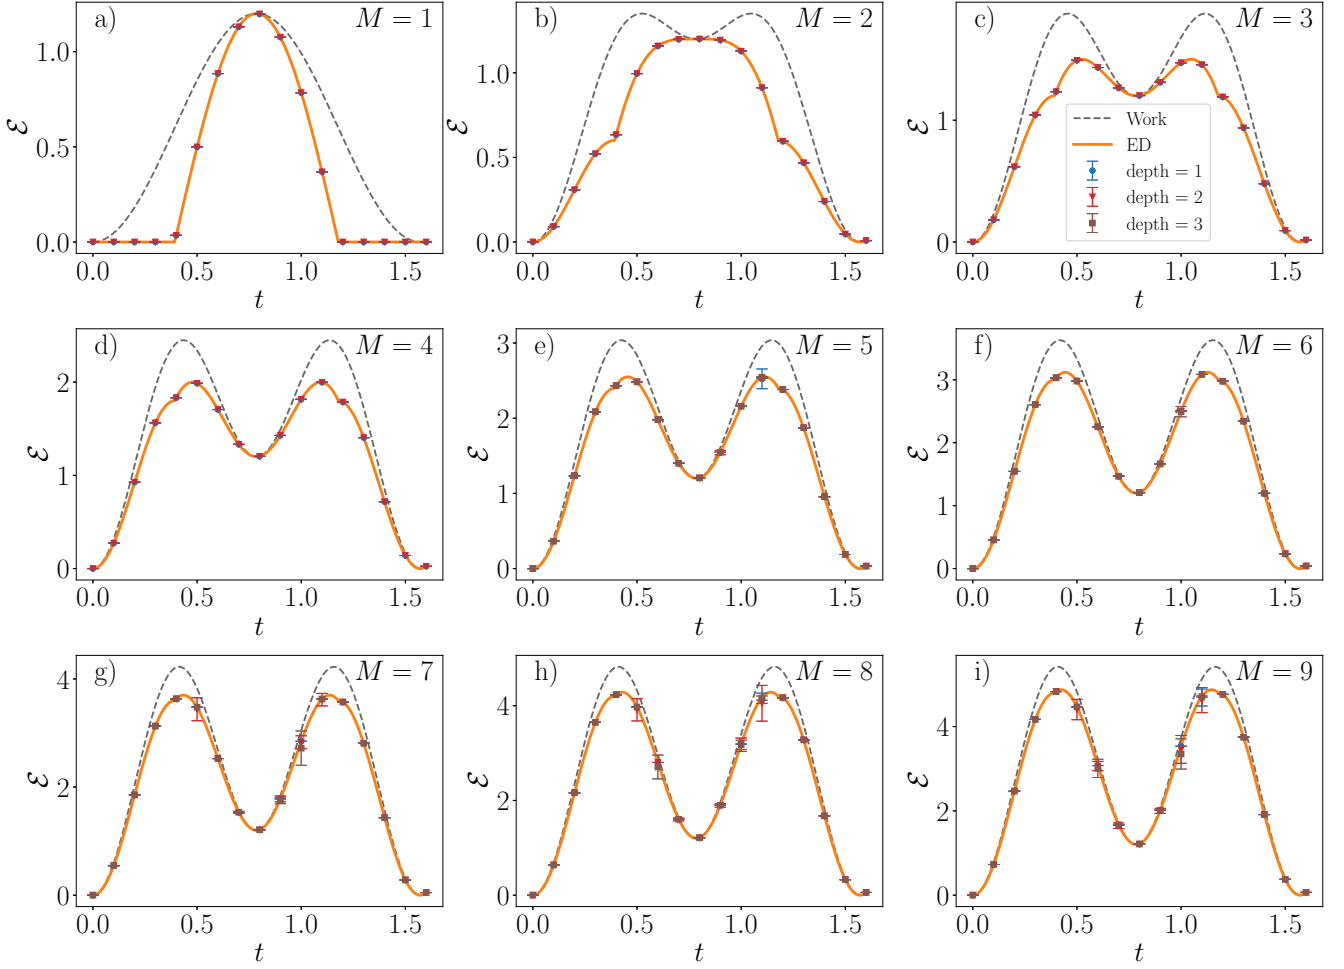 a) M = 1
ℰ
1.0
0.5
0.0
0.0 0.5 1.0 1.5
t
b) M = 2
ℰ
1.0
0.5
0.0
0.0 0.5 1.0 1.5
t
c) M = 3
ℰ
1
0
0.0 0.5 1.0 1.5
t
Work
ED
depth = 1
depth = 2
depth = 3
d) M = 4
ℰ
2
1
0
0.0 0.5 1.0 1.5
t
e) M = 5
ℰ
3
2
1
0
0.0 0.5 1.0 1.5
t
f) M = 6
ℰ
3
2
1
0
0.0 0.5 1.0 1.5
t
g) M = 7
ℰ
4
2
0
0.0 0.5 1.0 1.5
t
h) M = 8
ℰ
4
2
0
0.0 0.5 1.0 1.5
t
i) M = 9
ℰ
4
2
0
0.0 0.5 1.0 1.5
t